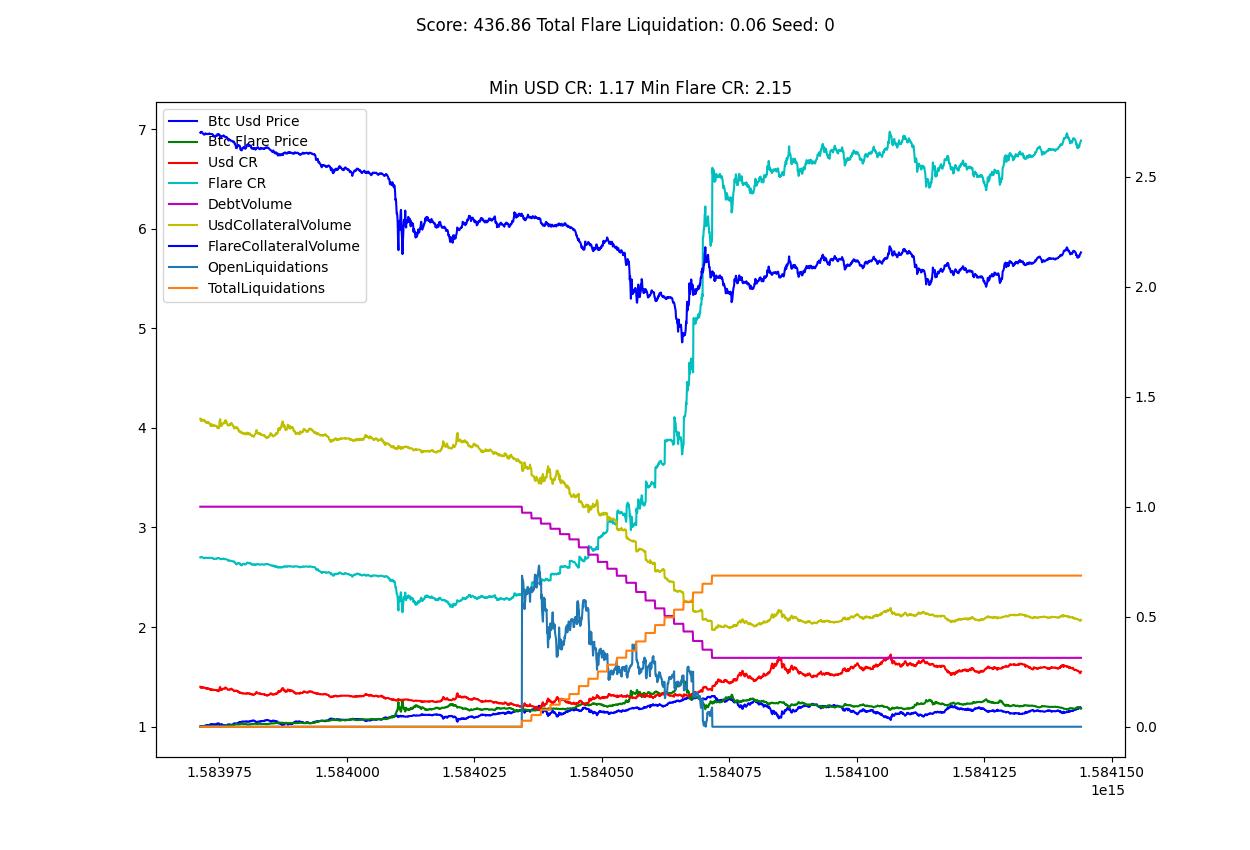 Score: 436.86 Total Flare Liquidation: 0.06 Seed: 0
Min USD CR: 1.17 Min Flare CR: 2.15
Btc Usd Price
Btc Flare Price
Usd CR
Flare CR
DebtVolume
UsdCollateralVolume
FlareCollateralVolume
OpenLiquidations
TotalLiquidations
7
6
5
4
3
2
1
2.5
2.0
1.5
1.0
0.5
0.0
1.583975 1.584000 1.584025 1.584050 1.584075 1.584100 1.584125 1.584150
1e15